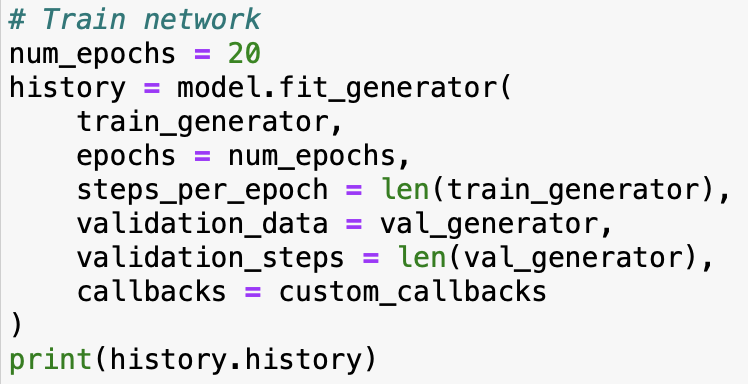 # Train network
num_epochs = 20
history = model.fit_generator(
    train_generator,
    epochs = num_epochs,
    steps_per_epoch = len(train_generator),
    validation_data = val_generator,
    validation_steps = len(val_generator),
    callbacks = custom_callbacks
)
print(history.history)